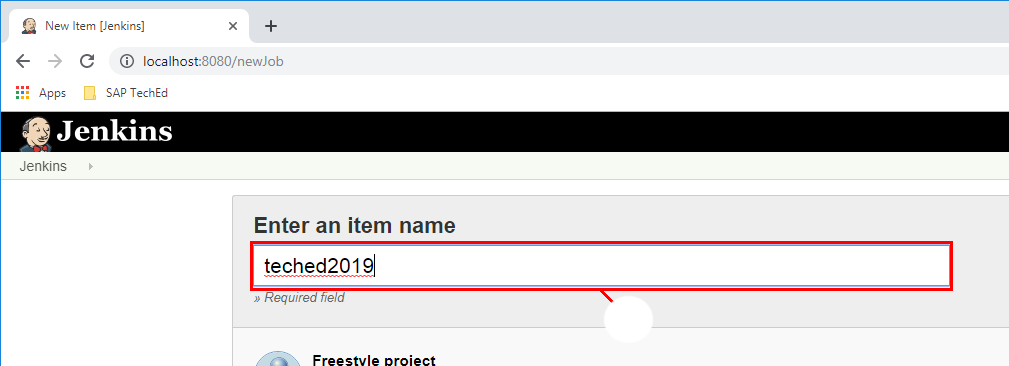 New Item [Jenkins]
localhost:8080/newJob
Apps
SAP TechEd
Jenkins
Jenkins
Enter an item name
teched2019
» Required field
Freestyle project